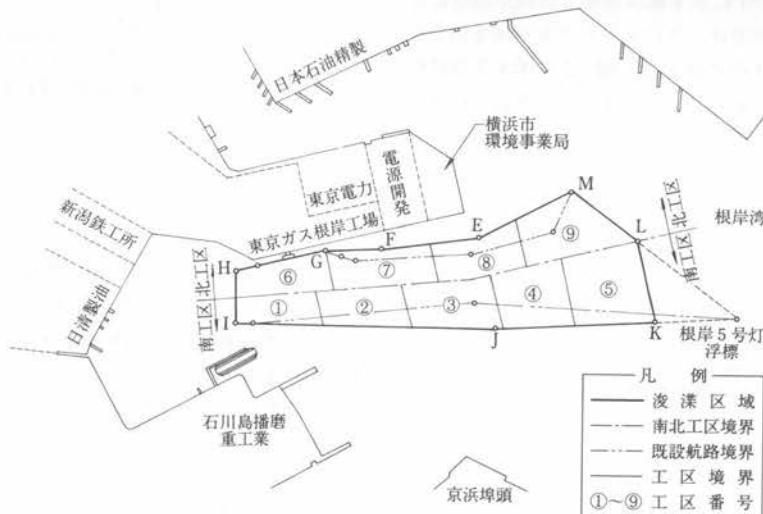 日本石油精製
横浜市
環境事業局
電源開発
東京電力
東京ガス根岸工場
新潟鉄工所
日清製油
M
E
F
G
H
L
根岸湾
北工区
南工区
北工区
南工区
⑥
⑦
⑧
⑨
①
②
③
④
⑤
I
J
K
根岸5号灯
浮標
石川島播磨
重工業
京浜埠頭
凡例
浚渫区域
南北工区境界
既設航路境界
工区境界
①~⑨ 工区番号